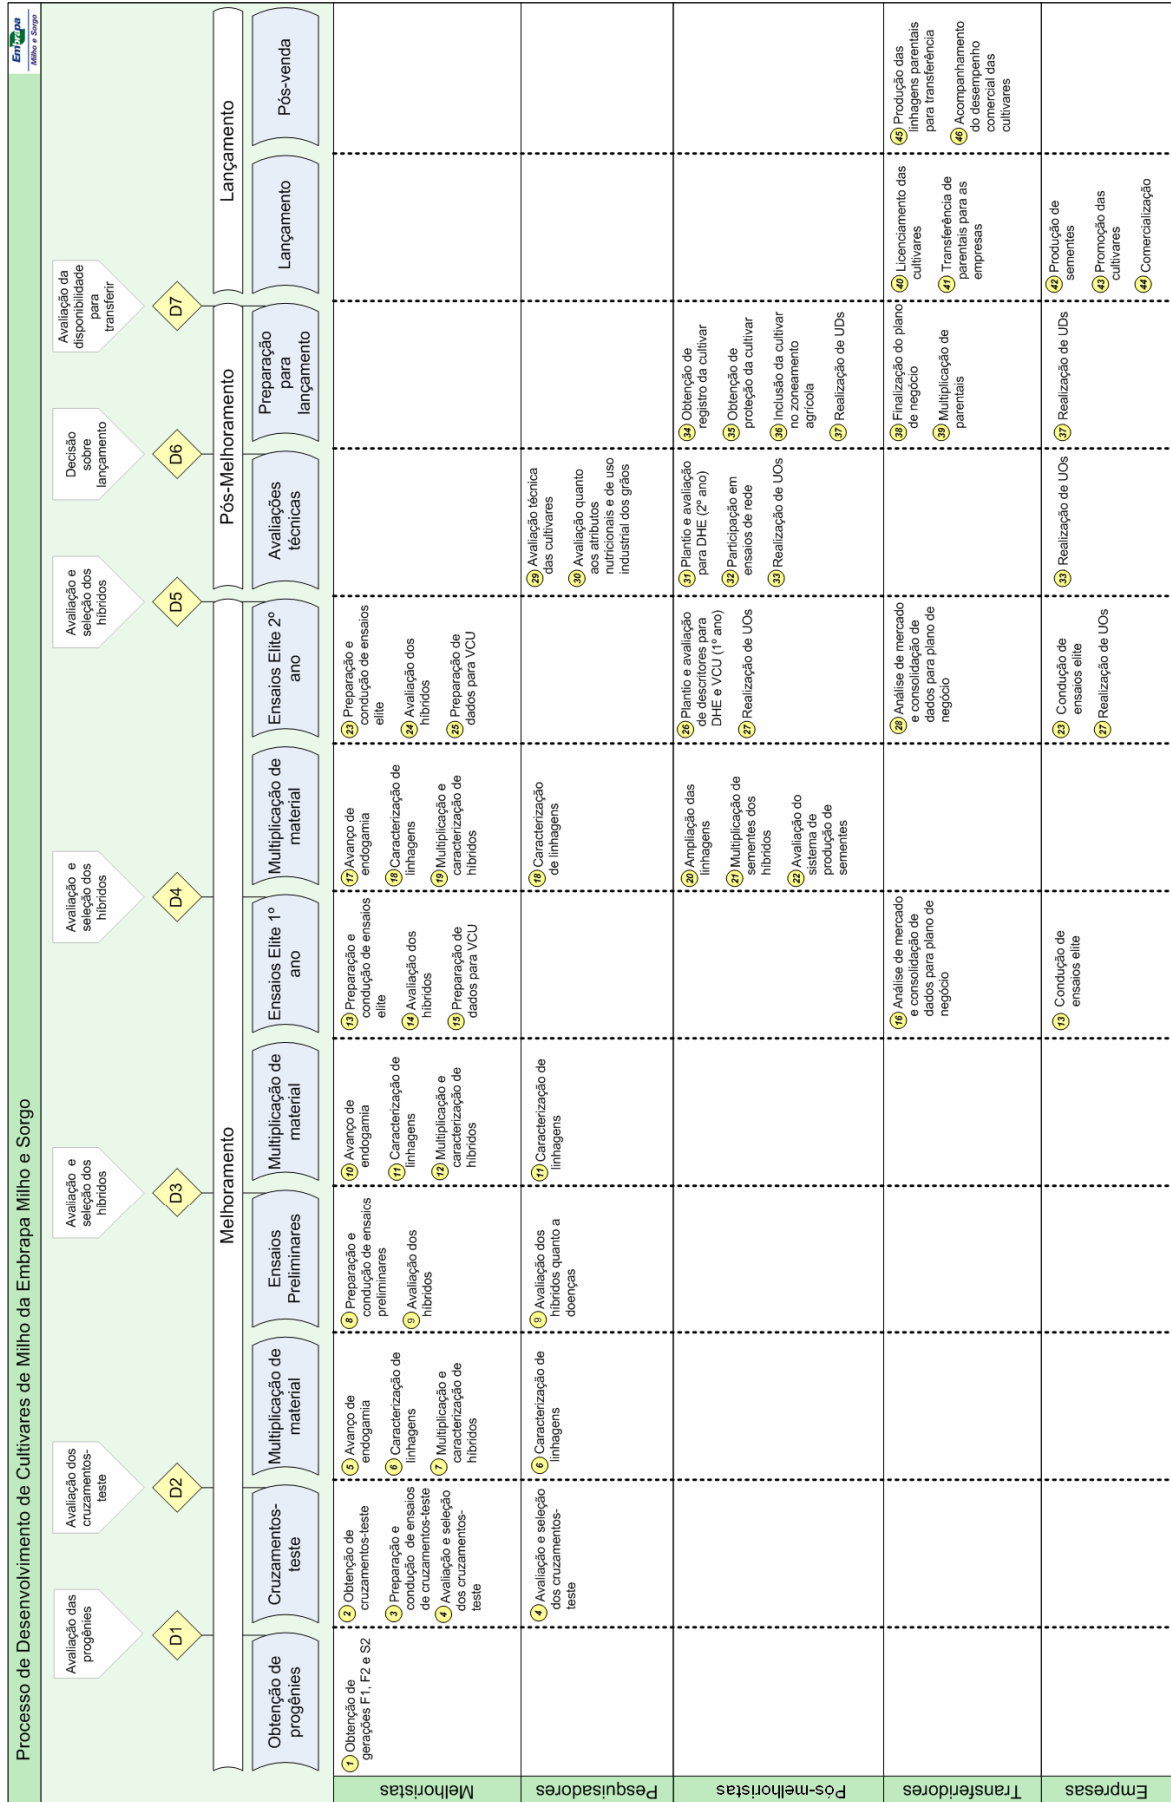 Processo de Desenvolvimento de Cultivares de Milho da Embrapa Milho e Sorgo
Embrapa
Milho e Sorgo
Avaliação das
progênies
Avaliação dos
cruzamentos-
teste
Avaliação e
seleção dos
híbridos
Avaliação e
seleção dos
híbridos
Avaliação e
seleção dos
híbridos
Decisão
sobre
lançamento
Avaliação da
disponibilidade
para
transferir
D1
D2
D3
D4
D5
D6
D7
Melhoramento
Pós-Melhoramento
Lançamento
Obtenção de
progênies
Cruzamentos-
teste
Multiplicação de
material
Ensaios
Preliminares
Multiplicação de
material
Ensaios Elite 1º
ano
Multiplicação de
material
Ensaios Elite 2º
ano
Avaliações
técnicas
Preparação
para
lançamento
Lançamento
Pós-venda
Melhoristas
1 Obtenção de
gerações F1, F2 e S2
2 Obtenção de
cruzamentos-teste
3 Preparação e
condução de ensaios
de cruzamentos-teste
4 Avaliação e seleção
dos cruzamentos-
teste
5 Avanço de
endogamia
6 Caracterização de
linhagens
7 Multiplicação e
caracterização de
híbridos
8 Preparação e
condução de ensaios
preliminares
9 Avaliação dos
híbridos
10 Avanço de
endogamia
11 Caracterização de
linhagens
12 Multiplicação e
caracterização de
híbridos
13 Preparação e
condução de ensaios
elite
14 Avaliação dos
híbridos
15 Preparação de
dados para VCU
17 Avanço de
endogamia
18 Caracterização de
linhagens
19 Multiplicação e
caracterização de
híbridos
23 Preparação e
condução de ensaios
elite
24 Avaliação dos
híbridos
25 Preparação de
dados para VCU
Pesquisadores
4 Avaliação e seleção
dos cruzamentos-
teste
6 Caracterização de
linhagens
9 Avaliação dos
híbridos quanto a
doenças
11 Caracterização de
linhagens
18 Caracterização
de linhagens
29 Avaliação técnica
das cultivares
30 Avaliação quanto
aos atributos
nutricionais e de uso
industrial dos grãos
Pós-melhoristas
20 Ampliação das
linhagens
21 Multiplicação de
sementes dos
híbridos
22 Avaliação do
sistema de
produção de
sementes
26 Plantio e avaliação
de descritores para
DHE e VCU (1º ano)
27 Realização de UOs
31 Plantio e avaliação
para DHE (2º ano)
32 Participação em
ensaios de rede
33 Realização de UOs
34 Obtenção de
registro da cultivar
35 Obtenção de
proteção da cultivar
36 Inclusão da cultivar
no zoneamento
agrícola
37 Realização de UDs
Transferidores
16 Análise de mercado
e consolidação de
dados para plano de
negócio
28 Análise de mercado
e consolidação de
dados para plano de
negócio
38 Finalização do plano
de negócio
39 Multiplicação de
parentais
40 Licenciamento das
cultivares
41 Transferência de
parentais para as
empresas
45 Produção das
linhagens parentais
para transferência
46 Acompanhamento
do desempenho
comercial das
cultivares
Empresas
13 Condução de
ensaios elite
23 Condução de
ensaios elite
27 Realização de UOs
33 Realização de UOs
37 Realização de UDs
42 Produção de
sementes
43 Promoção das
cultivares
44 Comercialização